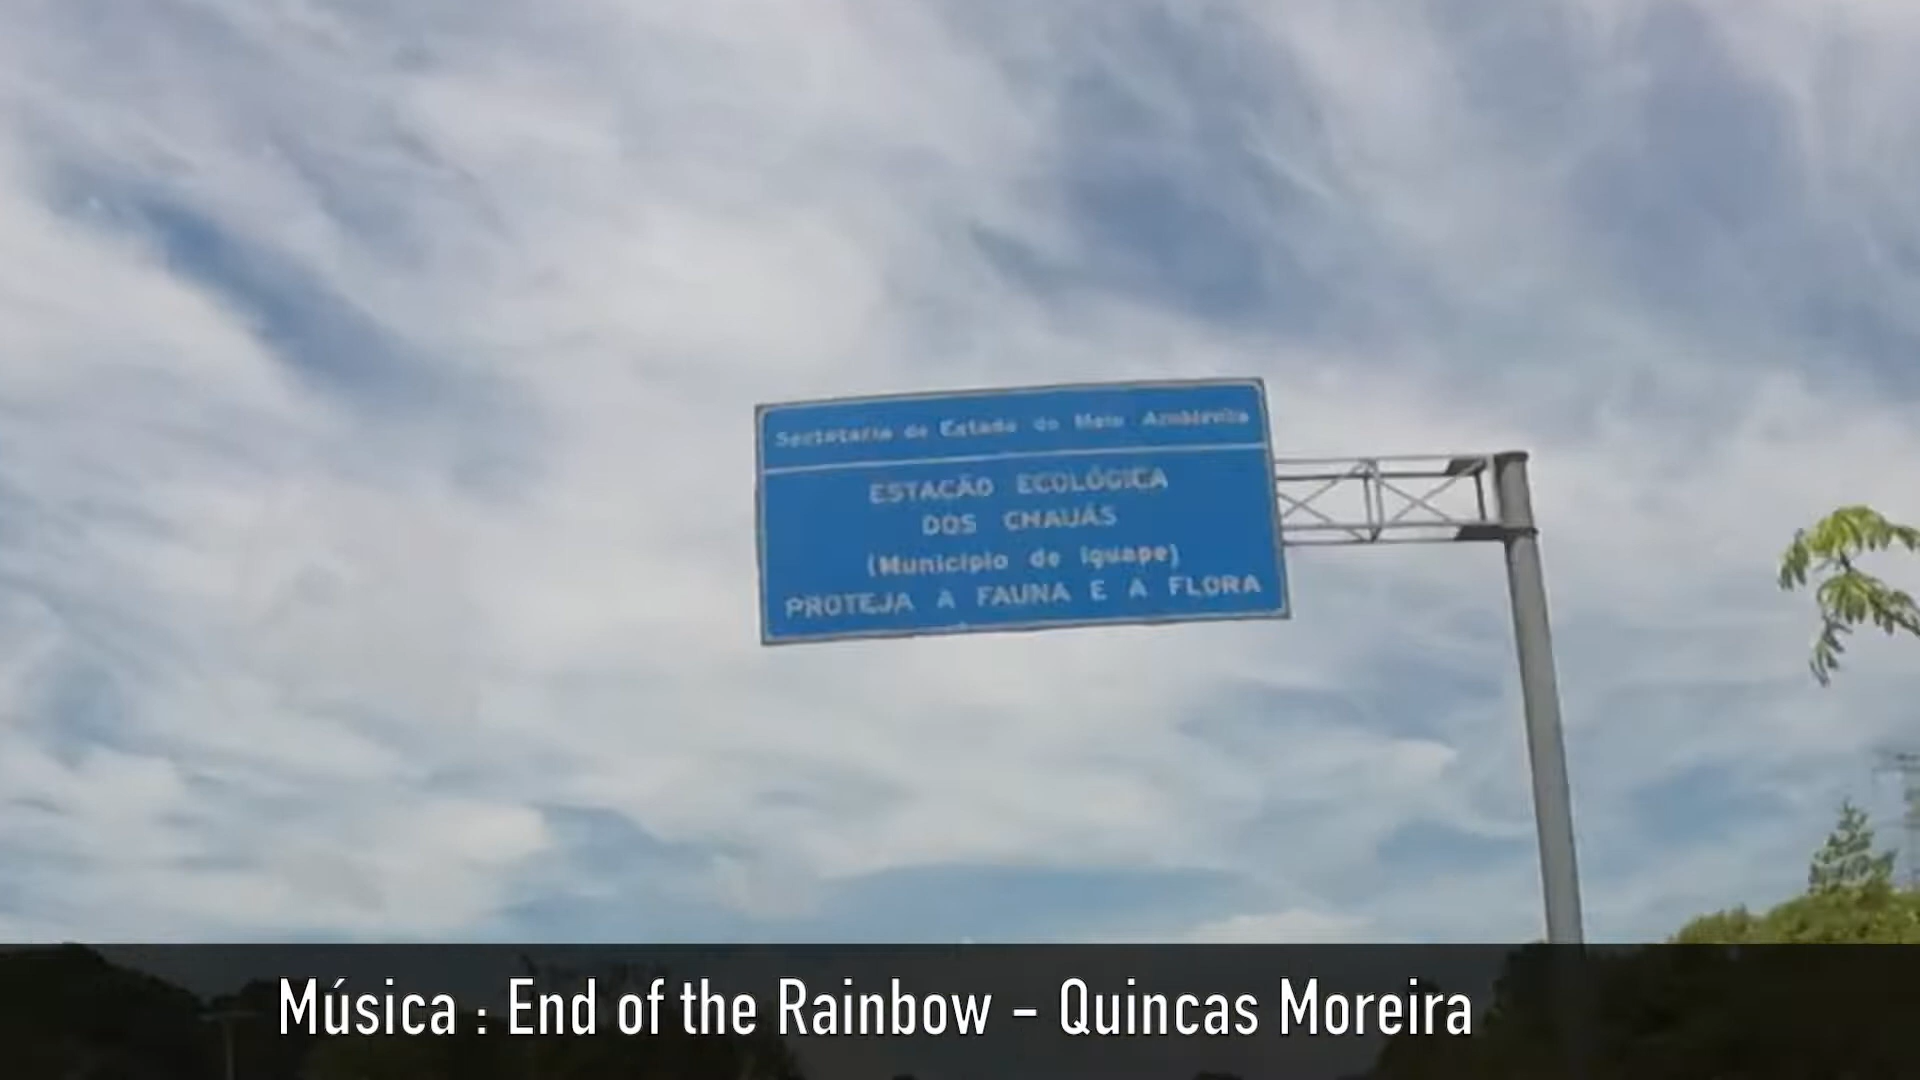 Secretaria de Estado do Meio Ambiente
ESTAÇÃO ECOLÓGICA
DOS CHAUÁS
(Município de Iguape)
PROTEJA A FAUNA E A FLORA
Música : End of the Rainbow - Quincas Moreira